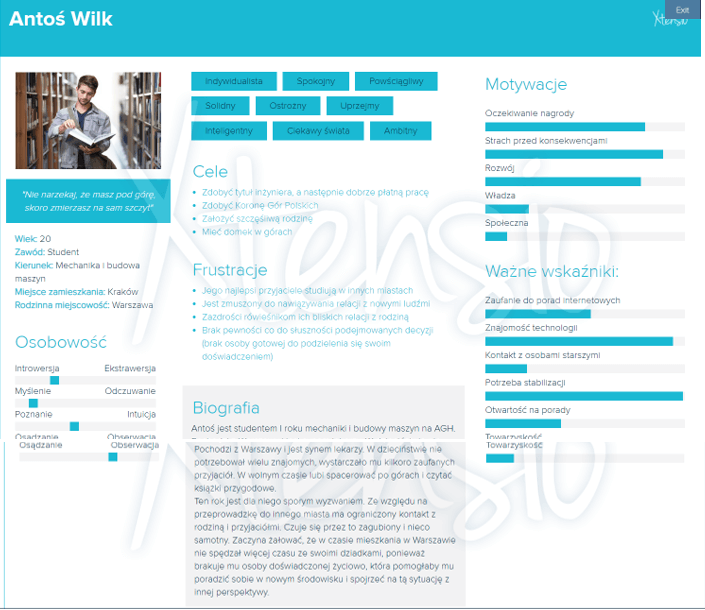 Antoś Wilk
Exit
Xtensio
"Nie narzekaj, że masz pod górę,
skoro zmierzasz na sam szczyt"
Wiek: 20
Zawód: Student
Kierunek: Mechanika i budowa
maszyn
Miejsce zamieszkania: Kraków
Rodzinna miejscowość: Warszawa
Osobowość
Introwersja Ekstrawersja
Myślenie Odczuwanie
Poznanie Intuicja
Osądzanie Obserwacja
Osądzanie Obserwacja
Indywidualista Spokojny Powściągliwy
Solidny Ostrożny Uprzejmy
Inteligentny Ciekawy świata Ambitny
Cele
Zdobyć tytuł inżyniera, a następnie dobrze płatną pracę
Zdobyć Koronę Gór Polskich
Założyć szczęśliwą rodzinę
Mieć domek w górach
Frustracje
Jego najlepsi przyjaciele studiują w innych miastach
Jest zmuszony do nawiązywania relacji z nowymi ludźmi
Zazdrości rówieśnikom ich bliskich relacji z rodziną
Brak pewności co do słuszności podejmowanych decyzji
(brak osoby gotowej do podzielenia się swoim
doświadczeniem)
Biografia
Antoś jest studentem I roku mechaniki i budowy maszyn na AGH.
Pochodzi z Warszawy i jest synem lekarzy. W dzieciństwie nie
potrzebował wielu znajomych, wystarczało mu kilkoro zaufanych
przyjaciół. W wolnym czasie lubi spacerować po górach i czytać
książki przygodowe.
Ten rok jest dla niego sporym wyzwaniem. Ze względu na
przeprowadzkę do innego miasta ma ograniczony kontakt z
rodziną i przyjaciółmi. Czuje się przez to zagubiony i nieco
samotny. Zaczyna żałować, że w czasie mieszkania w Warszawie
nie spędzał więcej czasu ze swoimi dziadkami, ponieważ
brakuje mu osoby doświadczonej życiowo, która pomogłaby mu
poradzić sobie w nowym środowisku i spojrzeć na tą sytuację z
innej perspektywy.
Motywacje
Oczekiwanie nagrody
Strach przed konsekwencjami
Rozwój
Władza
Społeczna
Ważne wskaźniki:
Zaufanie do porad internetowych
Znajomość technologii
Kontakt z osobami starszymi
Potrzeba stabilizacji
Otwartość na porady
Towarzyskość
Towarzyskość
Xtensio
Xtensio